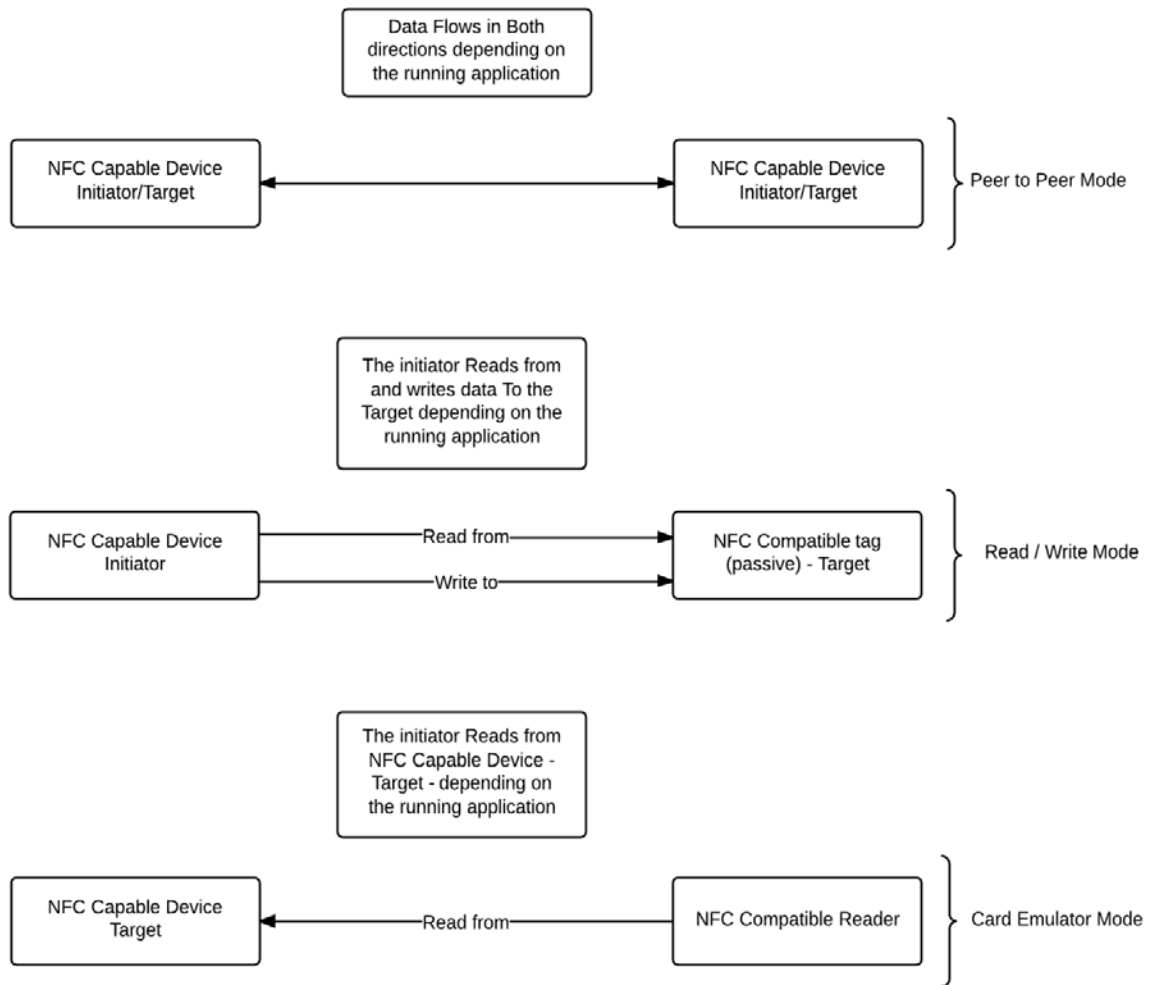 Data Flows in Both
directions depending on
the running application
NFC Capable Device
Initiator/Target
NFC Capable Device
Initiator/Target
Peer to Peer Mode
The initiator Reads from
and writes data To the
Target depending on the
running application
NFC Capable Device
Initiator
Read from
Write to
NFC Compatible tag
(passive) - Target
Read / Write Mode
The initiator Reads from
NFC Capable Device -
Target - depending on
the running application
NFC Capable Device
Target
Read from
NFC Compatible Reader
Card Emulator Mode